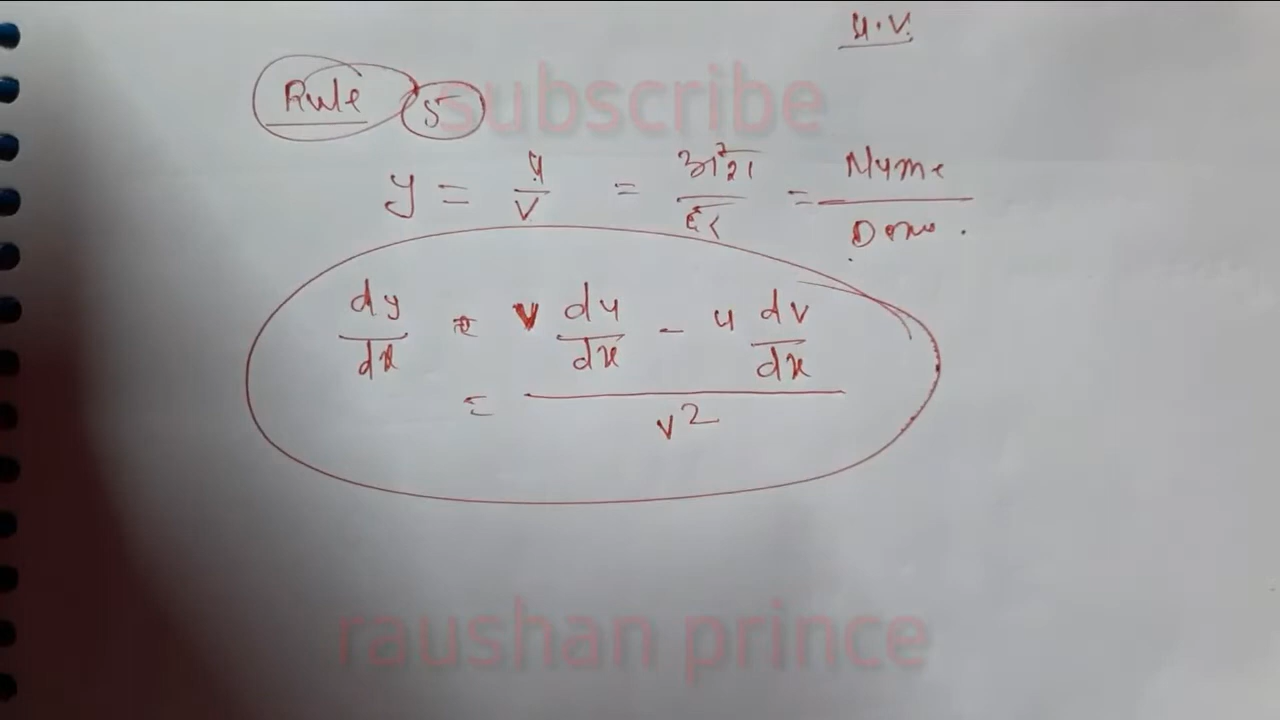 u.v.
subscribe
Rule 5
y = u/v = अंश/हर = Nume/Deno.
dy/dx = v du/dx - u dv/dx
= v²
raushan prince